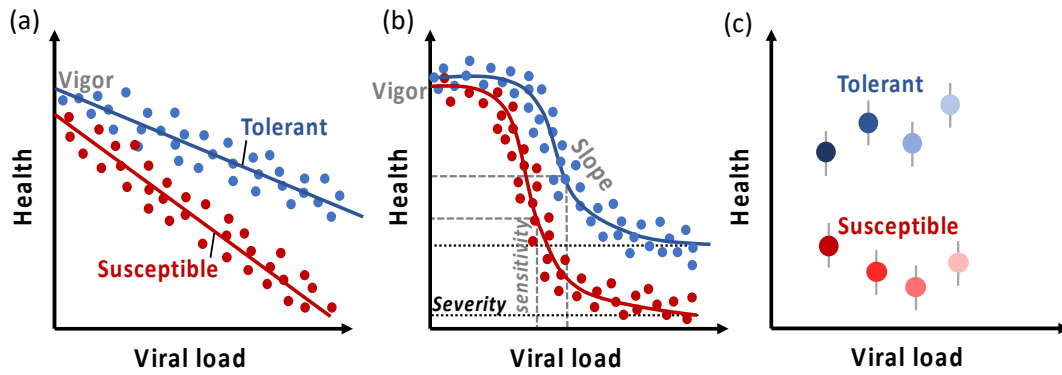 (a)
Vigor
Tolerant
Susceptible
Health
Viral load
(b)
Vigor
Slope
sensitivity
Severity
Health
Viral load
(c)
Tolerant
Susceptible
Health
Viral load